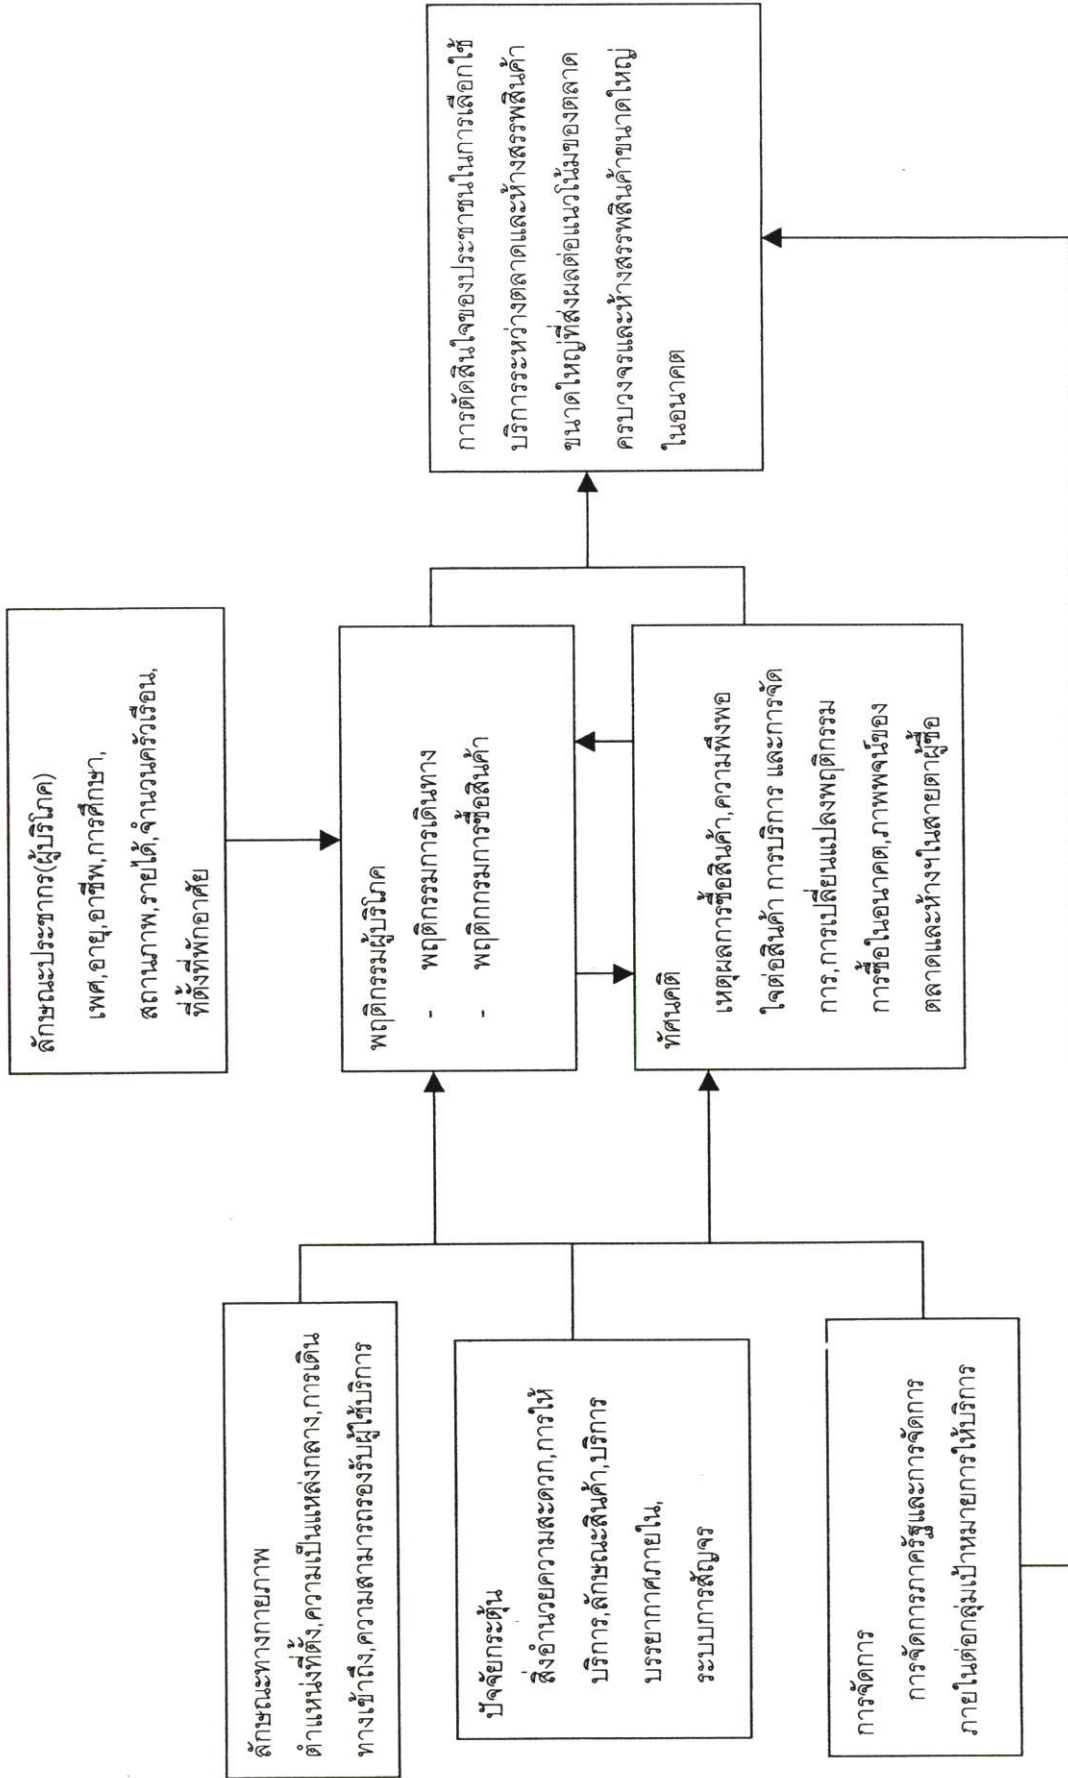 ลักษณะประชากร(ผู้บริโภค)
เพศ,อายุ,อาชีพ,การศึกษา,
สถานภาพ,รายได้,จำนวนครัวเรือน,
ที่ตั้งที่พักอาศัย
ลักษณะทางกายภาพ
ตำแหน่งที่ตั้ง,ความเป็นแหล่งกลาง,การเดิน
ทางเข้าถึง,ความสามารถรองรับผู้ใช้บริการ
พฤติกรรมผู้บริโภค
- พฤติกรรมการเดินทาง
- พฤติกกรมการซื้อสินค้า
การตัดสินใจของประชาชนในการเลือกใช้
บริการระหว่างตลาดและห้างสรรพสินค้า
ขนาดใหญ่ที่ส่งผลต่อแนวโน้มของตลาด
ครบวงจรและห้างสรรพสินค้าขนาดใหญ่
ในอนาคต
ปัจจัยกระตุ้น
สิ่งอำนวยความสะดวก,การให้
บริการ,ลักษณะสินค้า,บริการ
บรรยากาศภายใน,
ระบบการสัญจร
ทัศนคติ
เหตุผลการซื้อสินค้า,ความพึงพอ
ใจต่อสินค้า การบริการ และการจัด
การ,การเปลี่ยนแปลงพฤติกรรม
การซื้อในอนาคต,ภาพพจน์ของ
ตลาดและห้างฯในสายตาผู้ซื้อ
การจัดการ
การจัดการภาครัฐและการจัดการ
ภายในต่อกลุ่มเป้าหมายการให้บริการ